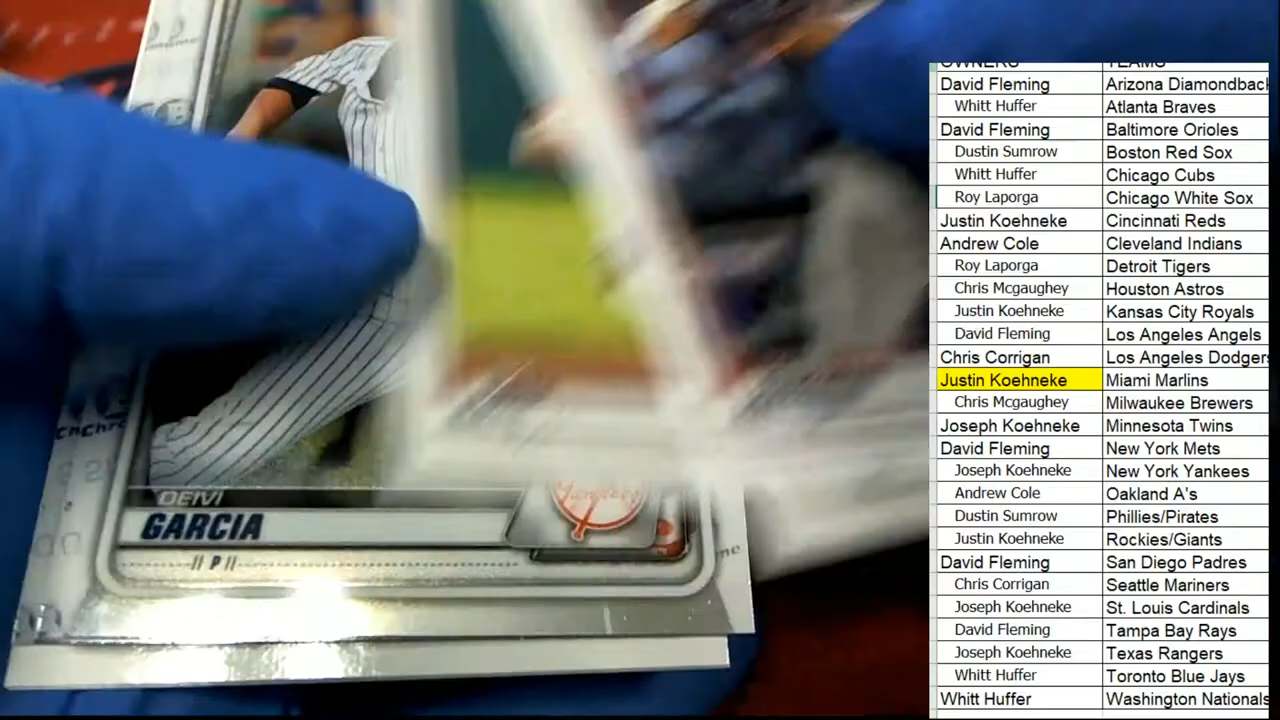 OWNERS TEAMS
David Fleming Arizona Diamondback
Whitt Huffer Atlanta Braves
David Fleming Baltimore Orioles
Dustin Sumrow Boston Red Sox
Whitt Huffer Chicago Cubs
Roy Laporga Chicago White Sox
Justin Koehneke Cincinnati Reds
Andrew Cole Cleveland Indians
Roy Laporga Detroit Tigers
Chris Mcgaughey Houston Astros
Justin Koehneke Kansas City Royals
David Fleming Los Angeles Angels
Chris Corrigan Los Angeles Dodgers
Justin Koehneke Miami Marlins
Chris Mcgaughey Milwaukee Brewers
Joseph Koehneke Minnesota Twins
David Fleming New York Mets
Joseph Koehneke New York Yankees
Andrew Cole Oakland A's
Dustin Sumrow Phillies/Pirates
Justin Koehneke Rockies/Giants
David Fleming San Diego Padres
Chris Corrigan Seattle Mariners
Joseph Koehneke St. Louis Cardinals
David Fleming Tampa Bay Rays
Joseph Koehneke Texas Rangers
Whitt Huffer Toronto Blue Jays
Whitt Huffer Washington Nationals
DEIVI
GARCIA
P
Yankees